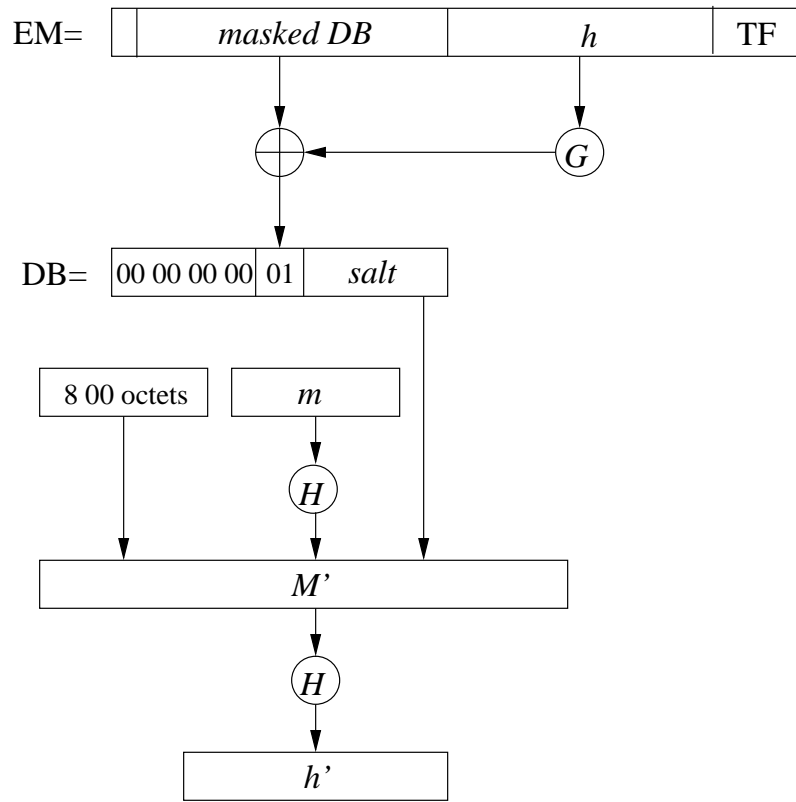 EM= masked DB h TF
G
DB= 00 00 00 00 01 salt
8 00 octets m
H
M’
H
h’